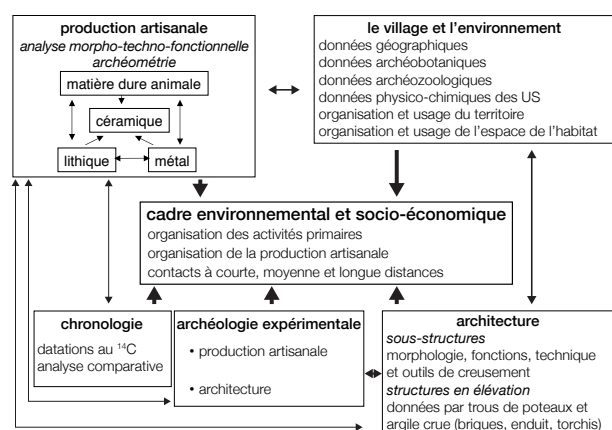 production artisanale
analyse morpho-techno-fonctionnelle
archéométrie
matière dure animale
céramique
lithique
métal
le village et l'environnement
données géographiques
données archéobotaniques
données archéozoologiques
données physico-chimiques des US
organisation et usage du territoire
organisation et usage de l'espace de l'habitat
cadre environnemental et socio-économique
organisation des activités primaires
organisation de la production artisanale
contacts à courte, moyenne et longue distances
chronologie
datations au ¹⁴C
analyse comparative
archéologie expérimentale
• production artisanale
• architecture
architecture
sous-structures
morphologie, fonctions, technique
et outils de creusement
structures en élévation
données par trous de poteaux et
argile crue (briques, enduit, torchis)